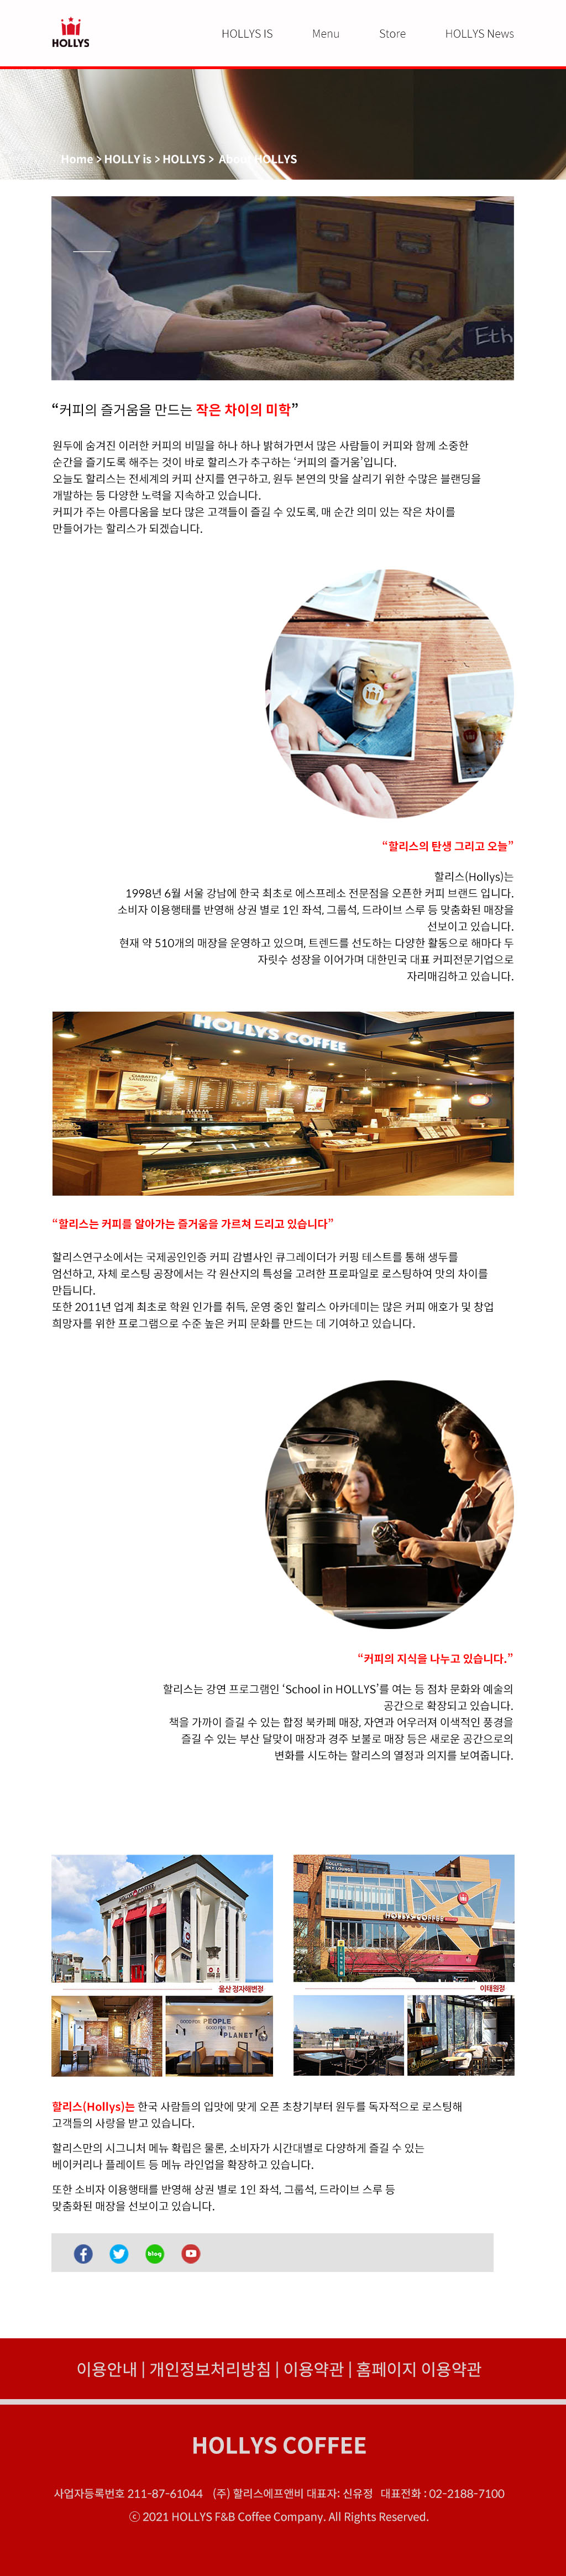 HOLLYS
HOLLYS IS Menu Store HOLLYS News
Home > HOLLY is > HOLLYS > About HOLLYS
Eth
“커피의 즐거움을 만드는 작은 차이의 미학”
원두에 숨겨진 이러한 커피의 비밀을 하나 하나 밝혀가면서 많은 사람들이 커피와 함께 소중한
순간을 즐기도록 해주는 것이 바로 할리스가 추구하는 ‘커피의 즐거움’입니다.
오늘도 할리스는 전세계의 커피 산지를 연구하고, 원두 본연의 맛을 살리기 위한 수많은 블랜딩을
개발하는 등 다양한 노력을 지속하고 있습니다.
커피가 주는 아름다움을 보다 많은 고객들이 즐길 수 있도록, 매 순간 의미 있는 작은 차이를
만들어가는 할리스가 되겠습니다.
“할리스의 탄생 그리고 오늘”
할리스(Hollys)는
1998년 6월 서울 강남에 한국 최초로 에스프레소 전문점을 오픈한 커피 브랜드 입니다.
소비자 이용행태를 반영해 상권 별로 1인 좌석, 그룹석, 드라이브 스루 등 맞춤화된 매장을
선보이고 있습니다.
현재 약 510개의 매장을 운영하고 있으며, 트렌드를 선도하는 다양한 활동으로 해마다 두
자릿수 성장을 이어가며 대한민국 대표 커피전문기업으로
자리매김하고 있습니다.
HOLLYS COFFEE
CIABATTA
SANDWICH
“할리스는 커피를 알아가는 즐거움을 가르쳐 드리고 있습니다”
할리스연구소에서는 국제공인인증 커피 감별사인 큐그레이더가 커핑 테스트를 통해 생두를
엄선하고, 자체 로스팅 공장에서는 각 원산지의 특성을 고려한 프로파일로 로스팅하여 맛의 차이를
만듭니다.
또한 2011년 업계 최초로 학원 인가를 취득, 운영 중인 할리스 아카데미는 많은 커피 애호가 및 창업
희망자를 위한 프로그램으로 수준 높은 커피 문화를 만드는 데 기여하고 있습니다.
“커피의 지식을 나누고 있습니다.”
할리스는 강연 프로그램인 ‘School in HOLLYS’를 여는 등 점차 문화와 예술의
공간으로 확장되고 있습니다.
책을 가까이 즐길 수 있는 합정 북카페 매장, 자연과 어우러져 이색적인 풍경을
즐길 수 있는 부산 달맞이 매장과 경주 보불로 매장 등은 새로운 공간으로의
변화를 시도하는 할리스의 열정과 의지를 보여줍니다.
HOLLYS COFFEE
HOLLYS
SKY LOUNGE
HOLLYS COFFEE
울산 정자해변점
이태원점
GOOD FOR PEOPLE
GOOD FOR THE
PLANET
할리스(Hollys)는 한국 사람들의 입맛에 맞게 오픈 초창기부터 원두를 독자적으로 로스팅해
고객들의 사랑을 받고 있습니다.
할리스만의 시그니처 메뉴 확립은 물론, 소비자가 시간대별로 다양하게 즐길 수 있는
베이커리나 플레이트 등 메뉴 라인업을 확장하고 있습니다.
또한 소비자 이용행태를 반영해 상권 별로 1인 좌석, 그룹석, 드라이브 스루 등
맞춤화된 매장을 선보이고 있습니다.
blog
이용안내 | 개인정보처리방침 | 이용약관 | 홈페이지 이용약관
HOLLYS COFFEE
사업자등록번호 211-87-61044 (주) 할리스에프앤비 대표자: 신유정 대표전화 : 02-2188-7100
ⓒ 2021 HOLLYS F&B Coffee Company. All Rights Reserved.